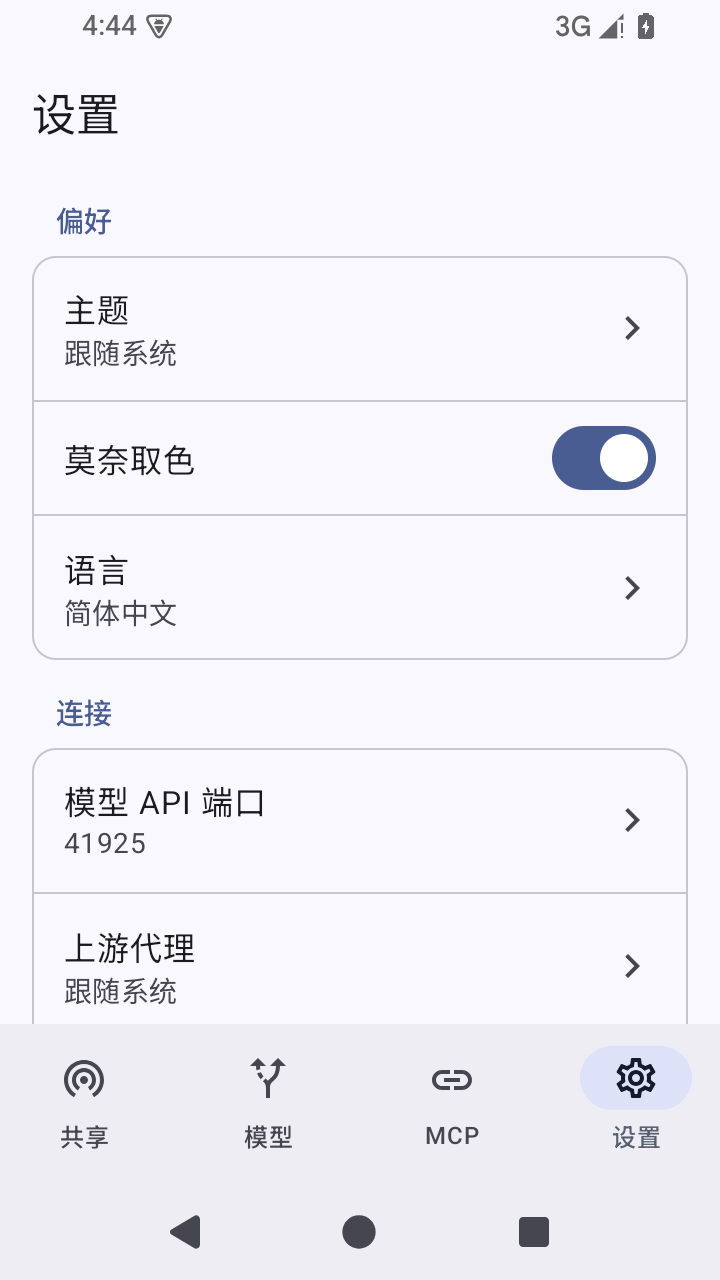 4:44
3G
设置
偏好
主题
跟随系统
莫奈取色
语言
简体中文
连接
模型 API 端口
41925
上游代理
跟随系统
共享
模型
MCP
设置